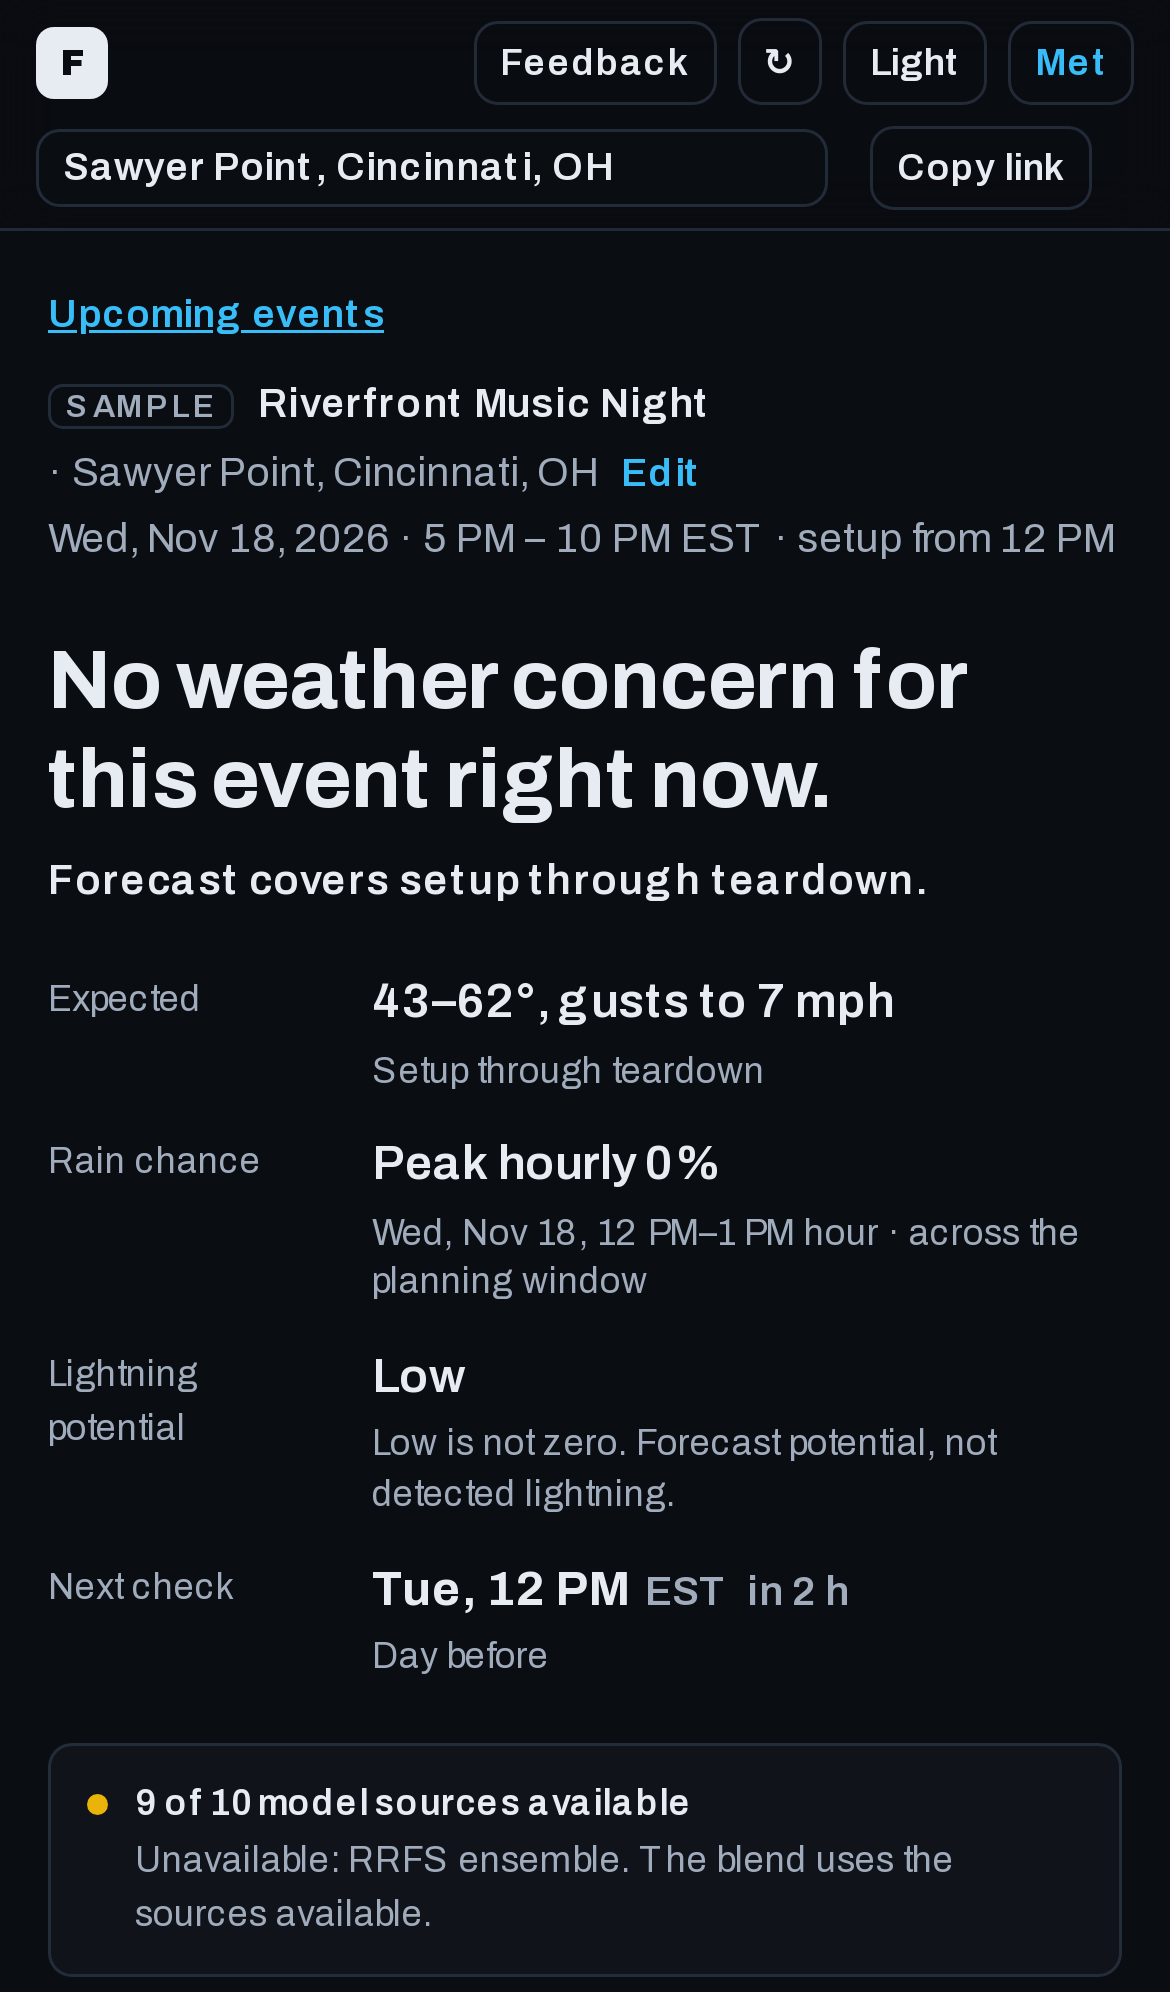 F
Feedback ↻ Light Met
Sawyer Point, Cincinnati, OH Copy link
Upcoming events
SAMPLE Riverfront Music Night
· Sawyer Point, Cincinnati, OH Edit
Wed, Nov 18, 2026 · 5 PM – 10 PM EST · setup from 12 PM
No weather concern for
this event right now.
Forecast covers setup through teardown.
Expected 43–62°, gusts to 7 mph
Setup through teardown
Rain chance Peak hourly 0%
Wed, Nov 18, 12 PM–1 PM hour · across the
planning window
Lightning
potential
Low
Low is not zero. Forecast potential, not
detected lightning.
Next check Tue, 12 PM EST in 2 h
Day before
9 of 10 model sources available
Unavailable: RRFS ensemble. The blend uses the
sources available.